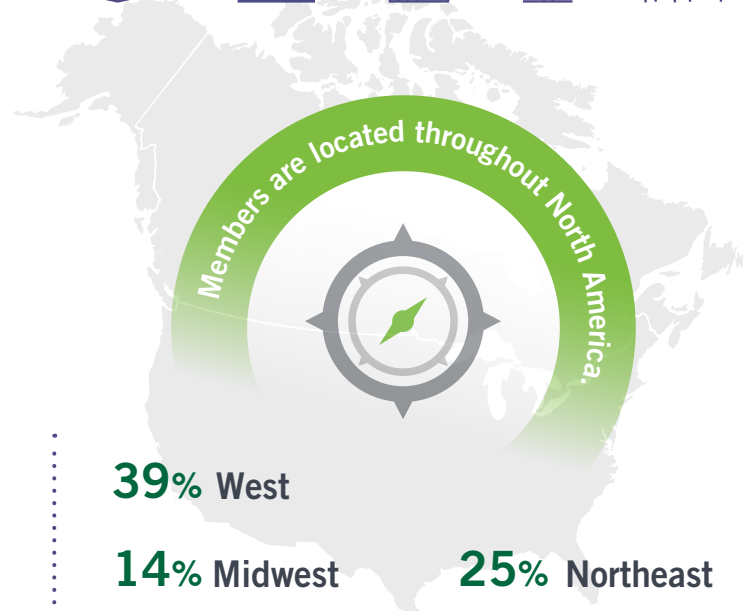 Members are located throughout North America.
39% West
14% Midwest
25% Northeast